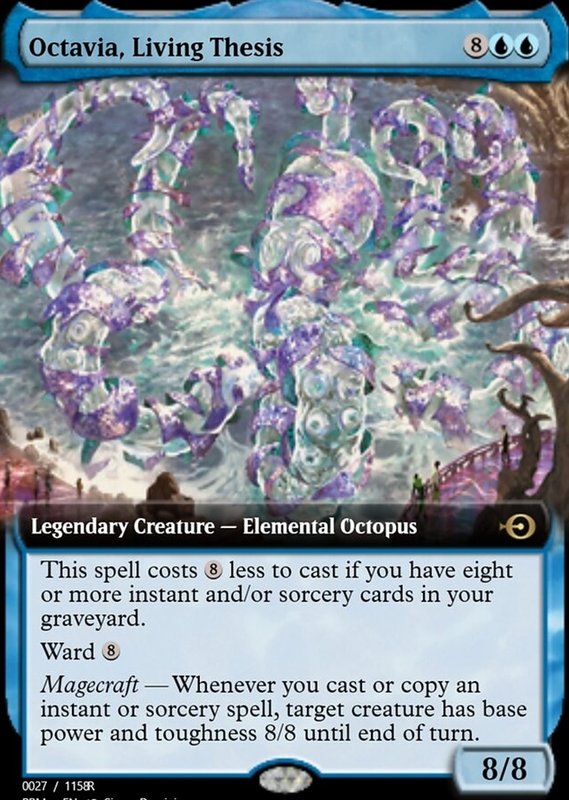 Octavia, Living Thesis 8
Legendary Creature — Elemental Octopus
This spell costs 8 less to cast if you have eight
or more instant and/or sorcery cards in your
graveyard.
Ward 8
Magecraft — Whenever you cast or copy an
instant or sorcery spell, target creature has base
power and toughness 8/8 until end of turn.
8/8
0027 / 1158R